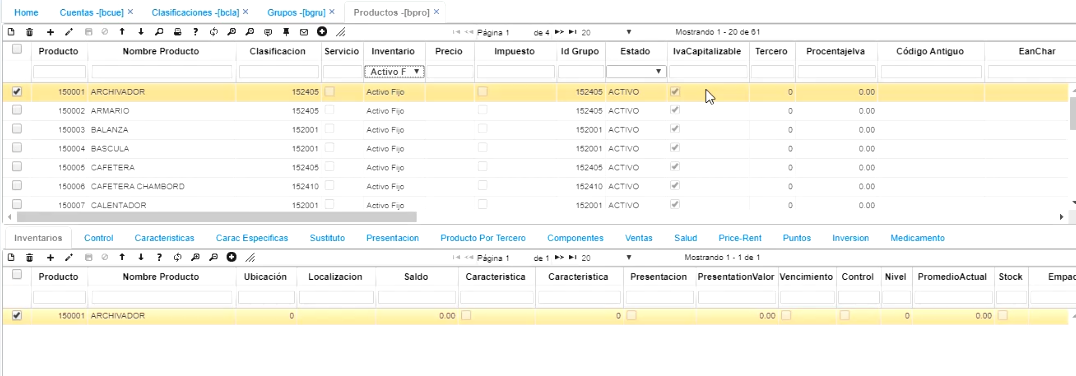 Home Cuentas -[bcue] × Clasificaciones -[bcla] × Grupos -[bgru] × Productos -[bpro] ×
Página 1 de 4 20 Mostrando 1 - 20 de 61
Producto Nombre Producto Clasificacion Servicio Inventario Precio Impuesto Id Grupo Estado IvaCapitalizable Tercero ProcentajeIva Código Antiguo EanChar
Activo F
150001 ARCHIVADOR 152405 Activo Fijo 152405 ACTIVO 0 0.00
150002 ARMARIO 152405 Activo Fijo 152405 ACTIVO 0 0.00
150003 BALANZA 152001 Activo Fijo 152001 ACTIVO 0 0.00
150004 BASCULA 152001 Activo Fijo 152001 ACTIVO 0 0.00
150005 CAFETERA 152405 Activo Fijo 152405 ACTIVO 0 0.00
150006 CAFETERA CHAMBORD 152410 Activo Fijo 152410 ACTIVO 0 0.00
150007 CALENTADOR 152001 Activo Fijo 152001 ACTIVO 0 0.00
Inventarios Control Caracteristicas Carac Especificas Sustituto Presentacion Producto Por Tercero Componentes Ventas Salud Price-Rent Puntos Inversion Medicamento
Página 1 de 1 20 Mostrando 1 - 1 de 1
Producto Nombre Producto Ubicación Localizacion Saldo Caracteristica Caracteristica Presentacion PresentationValor Vencimiento Control Nivel PromedioActual Stock Empac
150001 ARCHIVADOR 0 0.00 0 0.00 0 0.00